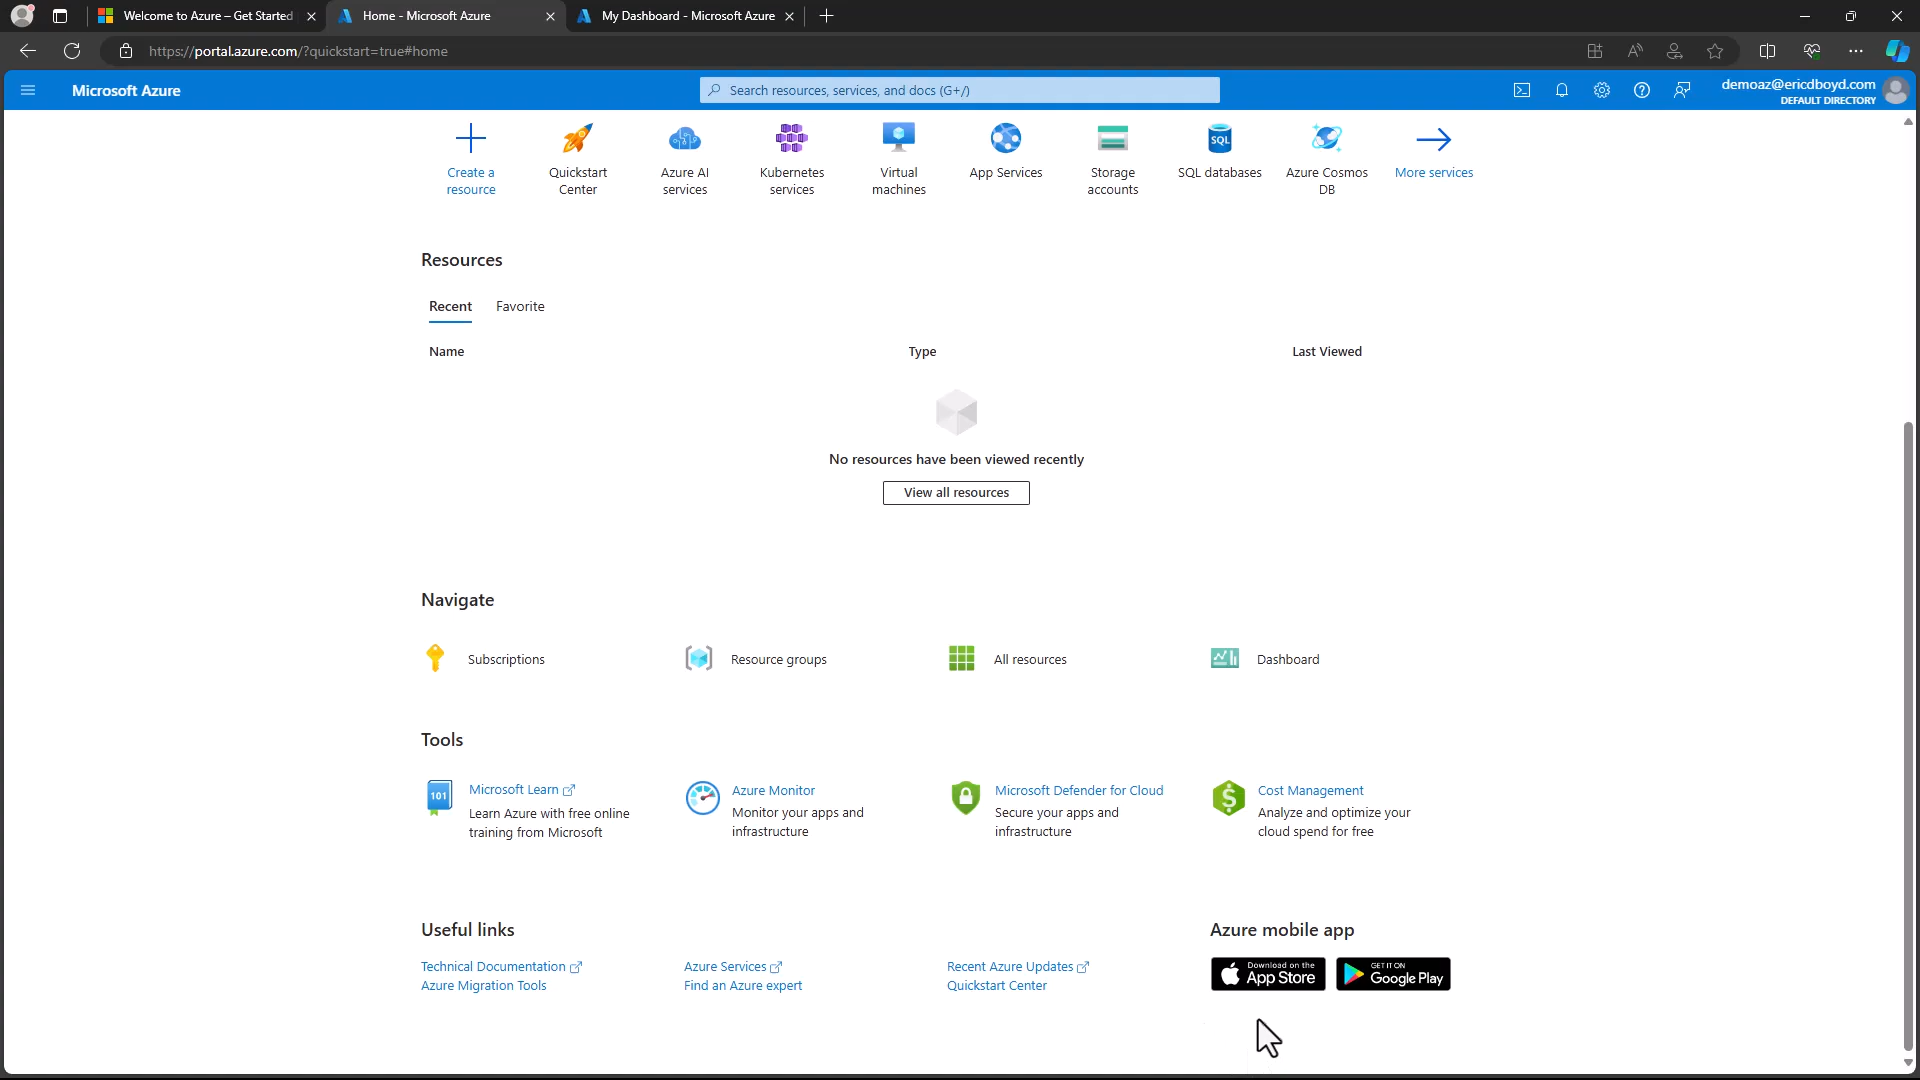 Welcome to Azure – Get Started
Home - Microsoft Azure
My Dashboard - Microsoft Azure
https://portal.azure.com/?quickstart=true#home
Microsoft Azure
Search resources, services, and docs (G+/)
demoaz@ericdboyd.com
DEFAULT DIRECTORY
Create a
resource
Quickstart
Center
Azure AI
services
Kubernetes
services
Virtual
machines
App Services
Storage
accounts
SQL
SQL databases
Azure Cosmos
DB
More services
Resources
Recent
Favorite
Name
Type
Last Viewed
No resources have been viewed recently
View all resources
Navigate
Subscriptions
Resource groups
All resources
Dashboard
Tools
101
Microsoft Learn
Learn Azure with free online
training from Microsoft
Azure Monitor
Monitor your apps and
infrastructure
Microsoft Defender for Cloud
Secure your apps and
infrastructure
$
Cost Management
Analyze and optimize your
cloud spend for free
Useful links
Technical Documentation
Azure Migration Tools
Azure Services
Find an Azure expert
Recent Azure Updates
Quickstart Center
Azure mobile app
Download on the
App Store
GET IT ON
Google Play